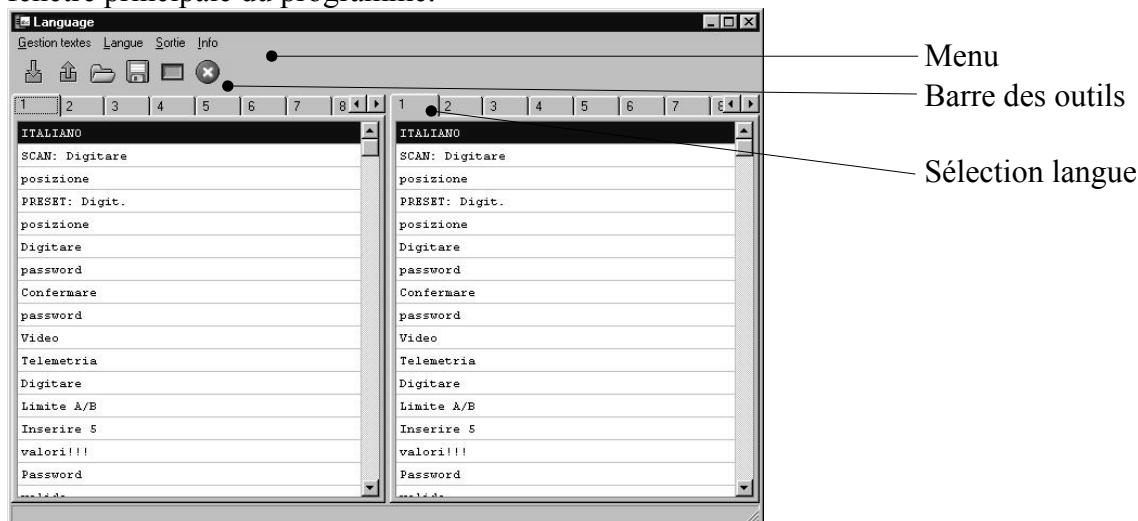 fenêtre principale du programme.
Language
Gestion textes Langue Sortie Info
1 2 3 4 5 6 7 8
ITALIANO
SCAN: Digitare
posizione
PRESET: Digit.
posizione
Digitare
password
Confermare
password
Video
Telemetria
Digitare
Limite A/B
Inserire 5
valori!!!
Password
1 2 3 4 5 6 7
ITALIANO
SCAN: Digitare
posizione
PRESET: Digit.
posizione
Digitare
password
Confermare
password
Video
Telemetria
Digitare
Limite A/B
Inserire 5
valori!!!
Password
Menu
Barre des outils
Sélection langue